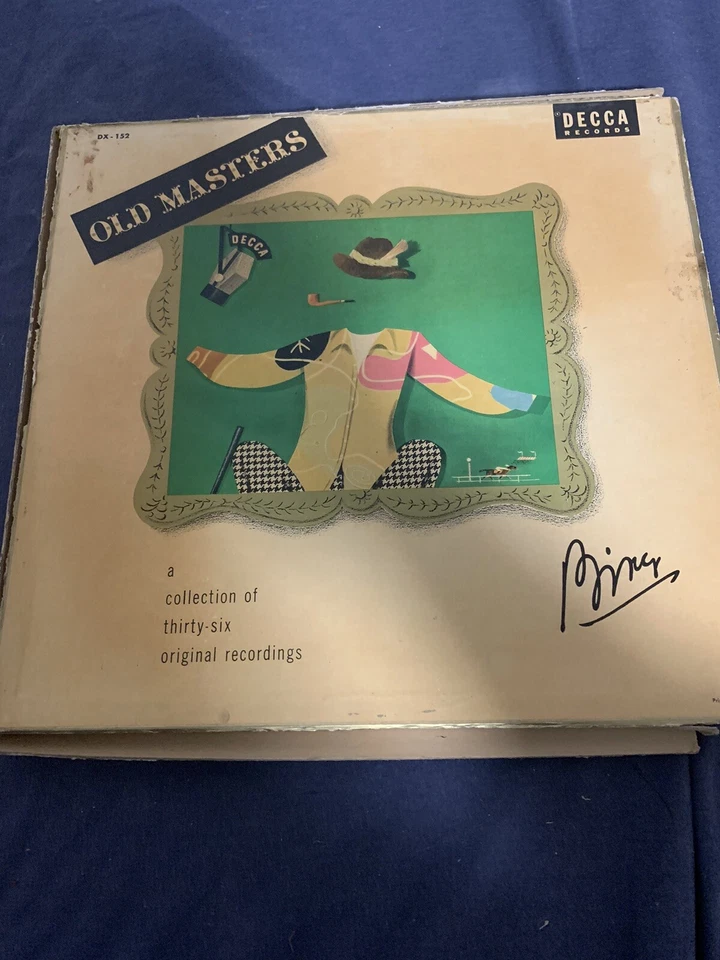 DX-152
DECCA
RECORDS
OLD MASTERS
DECCA
a
collection of
thirty-six
original recordings
Bing